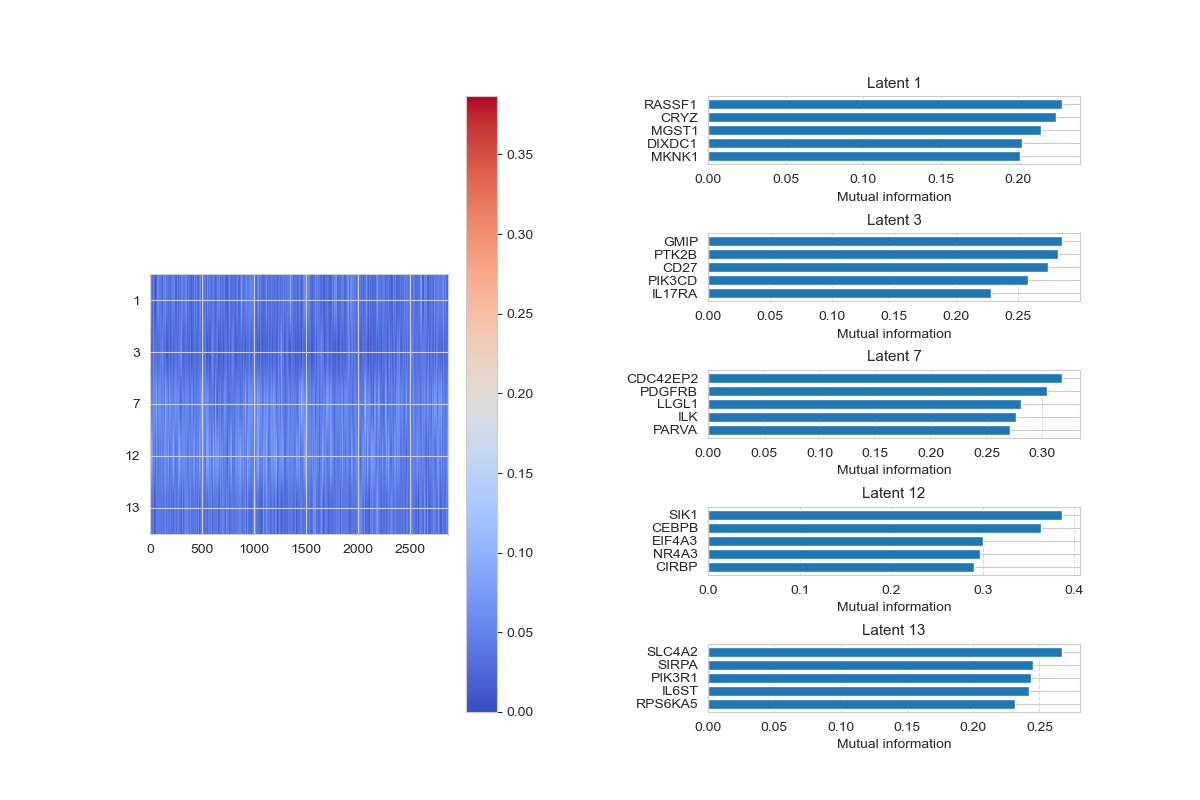 1
3
7
12
13
0 500 1000 1500 2000 2500
0.35
0.30
0.25
0.20
0.15
0.10
0.05
0.00
Latent 1
RASSF1
CRYZ
MGST1
DIXDC1
MKNK1
0.00 0.05 0.10 0.15 0.20
Mutual information
Latent 3
GMIP
PTK2B
CD27
PIK3CD
IL17RA
0.00 0.05 0.10 0.15 0.20 0.25
Mutual information
Latent 7
CDC42EP2
PDGFRB
LLGL1
ILK
PARVA
0.00 0.05 0.10 0.15 0.20 0.25 0.30
Mutual information
Latent 12
SIK1
CEBPB
EIF4A3
NR4A3
CIRBP
0.0 0.1 0.2 0.3 0.4
Mutual information
Latent 13
SLC4A2
SIRPA
PIK3R1
IL6ST
RPS6KA5
0.00 0.05 0.10 0.15 0.20 0.25
Mutual information